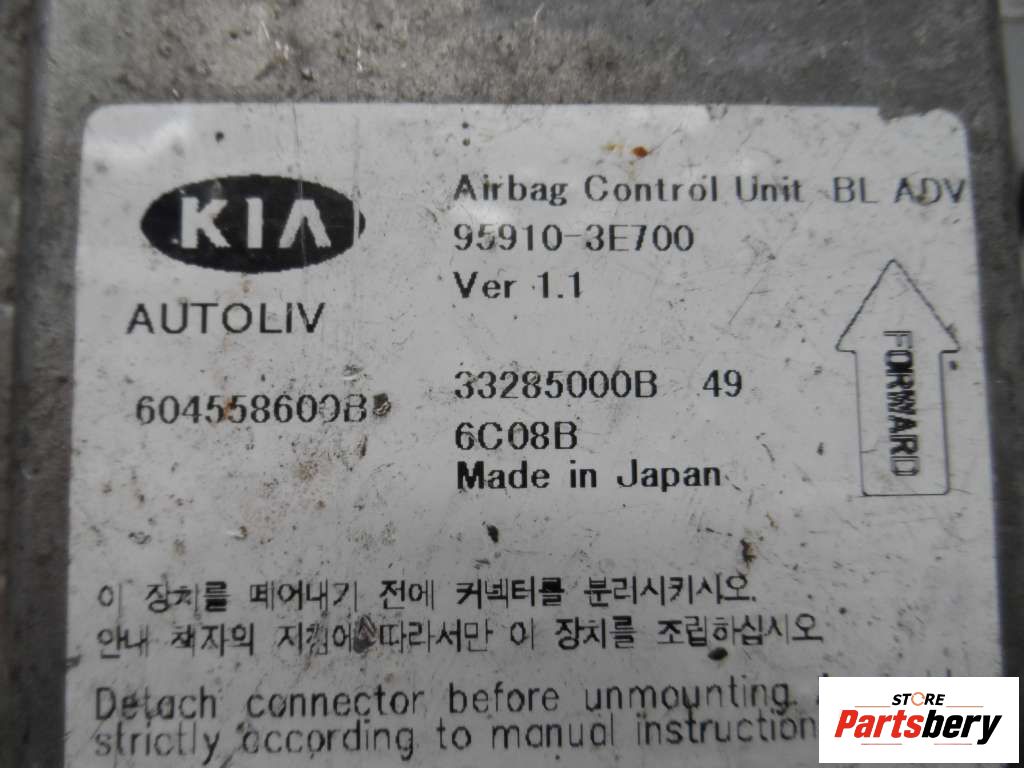 KIA
Airbag Control Unit BL ADV
95910-3E700
Ver 1.1
AUTOLIV
604558600B
33285000B 49
6C08B
Made in Japan
FORWARD
이 장치를 떼어내기 전에 커넥터를 분리시키시오.
안내 책자의 지침에 따라서만 이 장치를 조립하십시오
Detach connector before unmounting.
strictly according to manual instruction
STORE
Partsbery